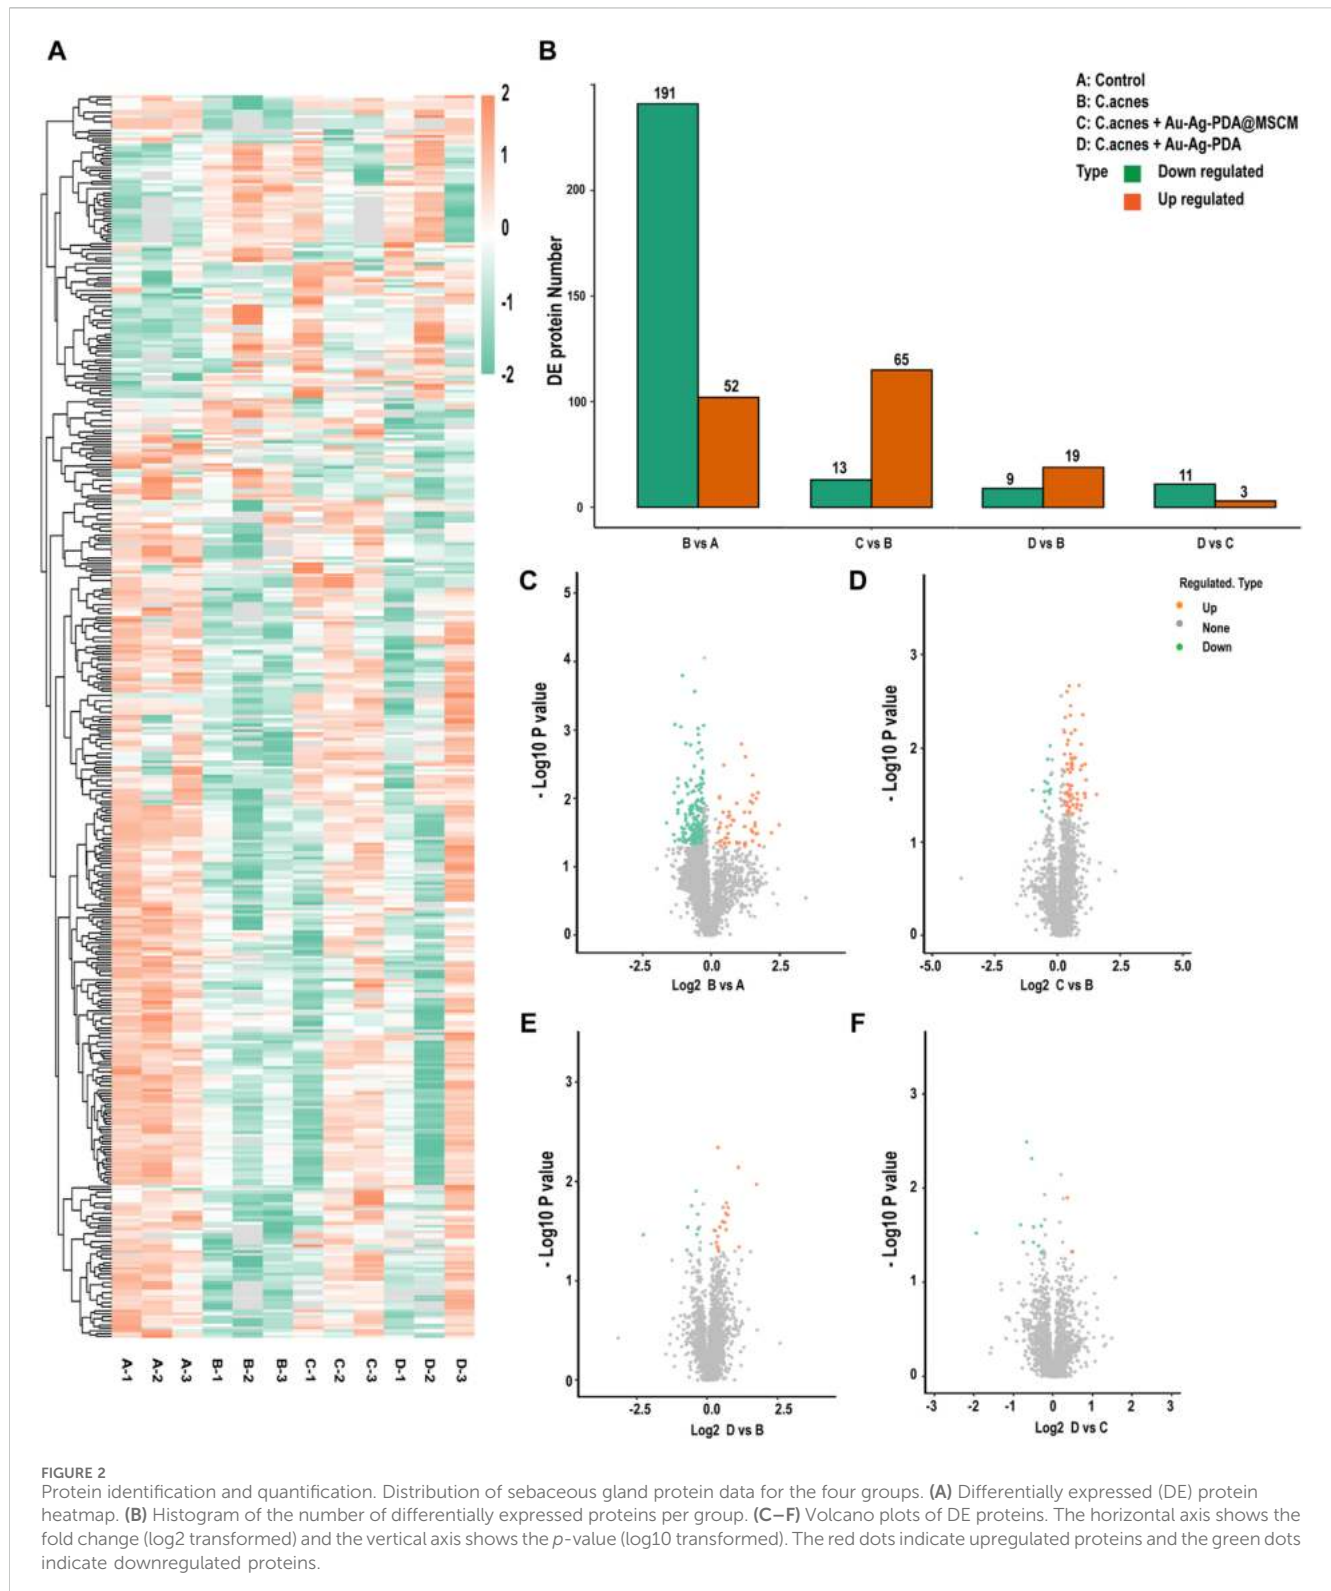 A
2
1
0
-1
-2
A-1
A-2
A-3
B-1
B-2
B-3
C-1
C-2
C-3
D-1
D-2
D-3
B
A: Control
B: C.acnes
C: C.acnes + Au-Ag-PDA@MSCM
D: C.acnes + Au-Ag-PDA
Type
Down regulated
Up regulated
DE protein Number
200
150
100
0
191
52
13
65
9
19
11
3
B vs A
C vs B
D vs B
D vs C
C
- Log10 P value
5
4
3
2
1
0
-2.5
0.0
2.5
Log2 B vs A
D
Regulated. Type
Up
None
Down
- Log10 P value
3
2
1
0
-5.0
-2.5
0.0
2.5
5.0
Log2 C vs B
E
- Log10 P value
3
2
1
0
-2.5
0.0
2.5
Log2 D vs B
F
- Log10 P value
3
2
1
0
-3
-2
-1
0
1
2
3
Log2 D vs C
FIGURE 2
Protein identification and quantification. Distribution of sebaceous gland protein data for the four groups. (A) Differentially expressed (DE) protein
heatmap. (B) Histogram of the number of differentially expressed proteins per group. (C–F) Volcano plots of DE proteins. The horizontal axis shows the
fold change (log2 transformed) and the vertical axis shows the p-value (log10 transformed). The red dots indicate upregulated proteins and the green dots
indicate downregulated proteins.